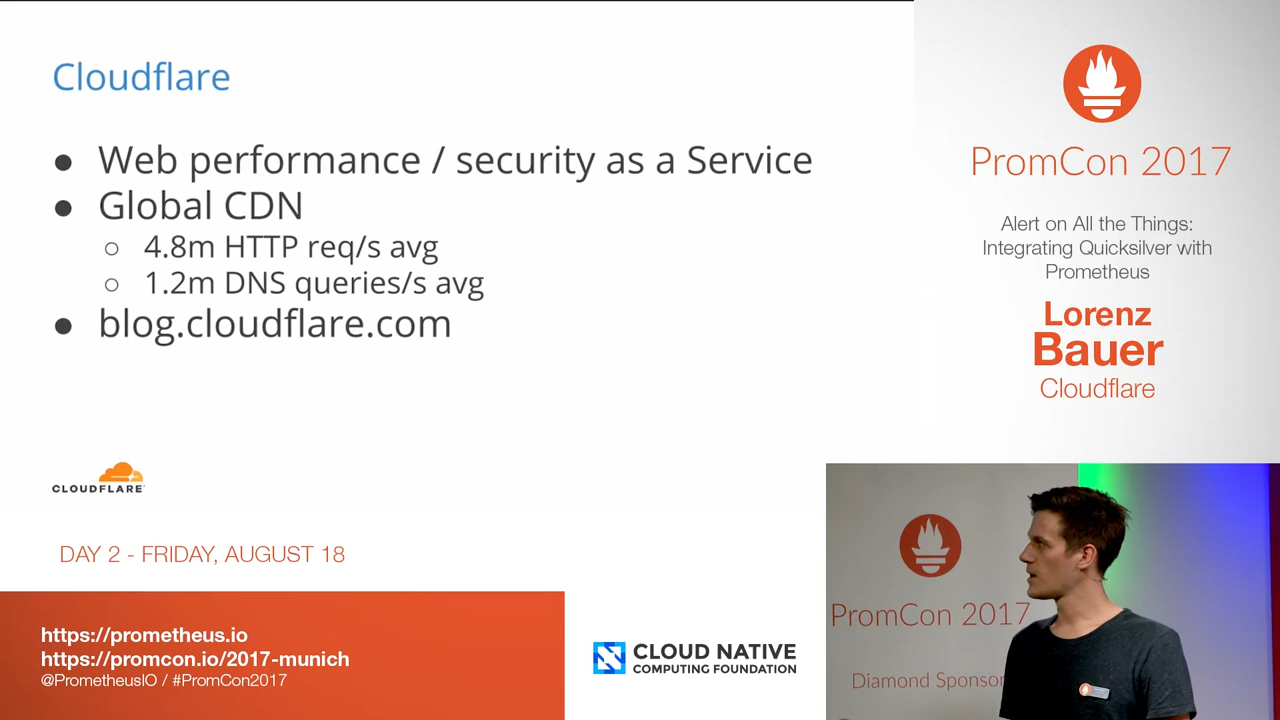 Cloudflare
● Web performance / security as a Service
● Global CDN
○ 4.8m HTTP req/s avg
○ 1.2m DNS queries/s avg
● blog.cloudflare.com
CLOUDFLARE
DAY 2 - FRIDAY, AUGUST 18
https://prometheus.io
https://promcon.io/2017-munich
@PrometheusIO / #PromCon2017
CLOUD NATIVE
COMPUTING FOUNDATION
PromCon 2017
Alert on All the Things:
Integrating Quicksilver with
Prometheus
Lorenz
Bauer
Cloudflare
PromCon 2017
Diamond Sponsor